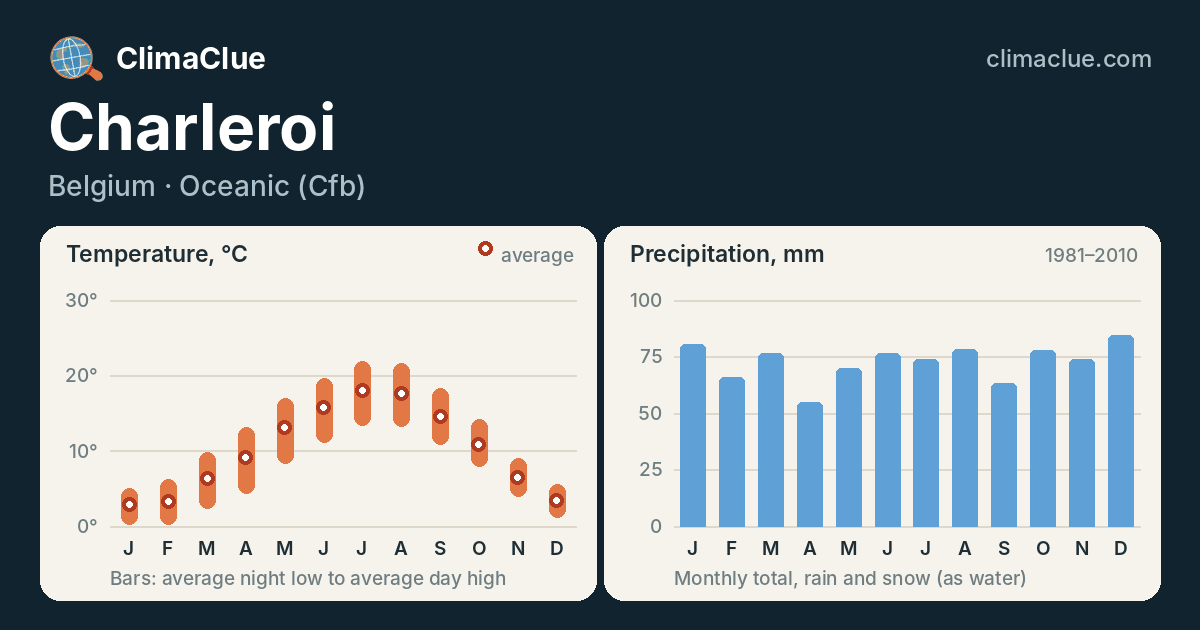 ClimaClue
climaclue.com
Charleroi
Belgium · Oceanic (Cfb)
Temperature, °C
average
30°
20°
10°
0°
J F M A M J J A S O N D
Bars: average night low to average day high
Precipitation, mm
1981–2010
100
75
50
25
0
J F M A M J J A S O N D
Monthly total, rain and snow (as water)